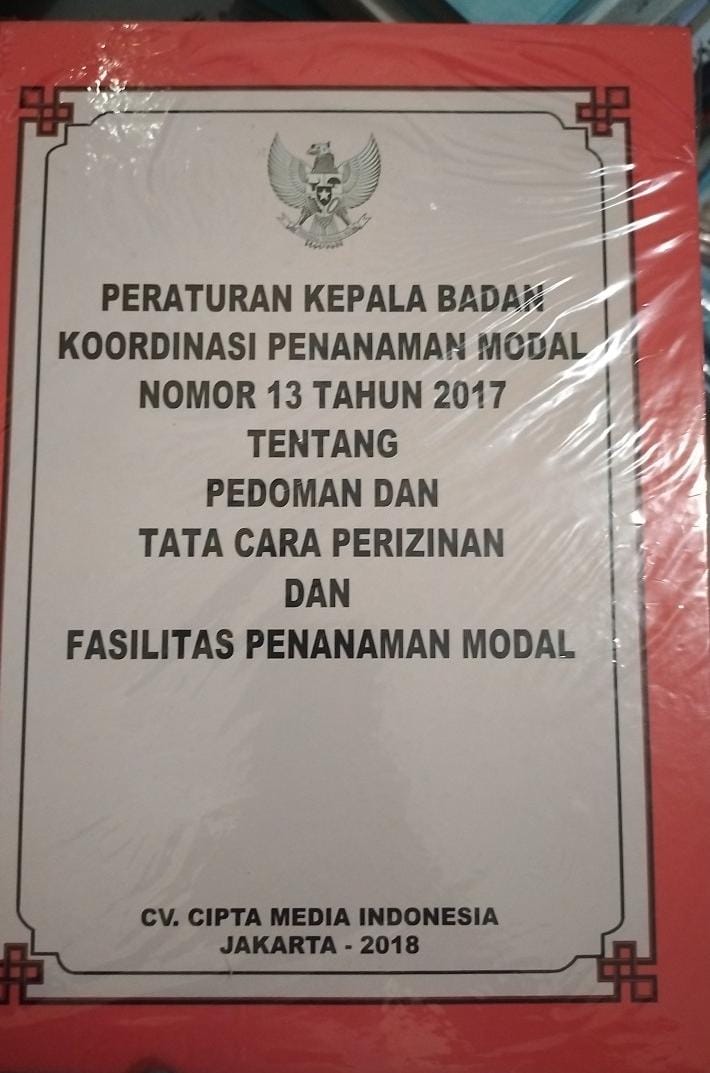 PERATURAN KEPALA BADAN
KOORDINASI PENANAMAN MODAL
NOMOR 13 TAHUN 2017
TENTANG
PEDOMAN DAN
TATA CARA PERIZINAN
DAN
FASILITAS PENANAMAN MODAL
CV. CIPTA MEDIA INDONESIA
JAKARTA - 2018